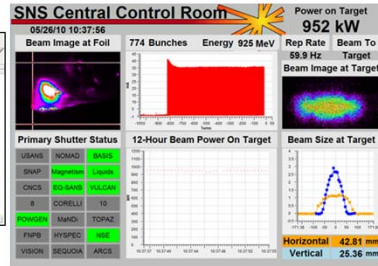 SNS Central Control Room
Power on Target
952 kW
05/26/10 10:37:56
Beam Image at Foil
774 Bunches Energy 925 MeV
Rep Rate Beam To
59.9 Hz Target
Beam Image at Target
Primary Shutter Status
12-Hour Beam Power On Target
Beam Size at Target
USANS NOMAD BASIS
SNAP Magnetism Liquids
CNCS EQ-SANS VULCAN
8 CORELLI 10
POWGEN MaNDi TOPAZ
FNPB HYSPEC NSE
VISION SEQUOIA ARCS
Horizontal 42.81 mm
Vertical 25.36 mm